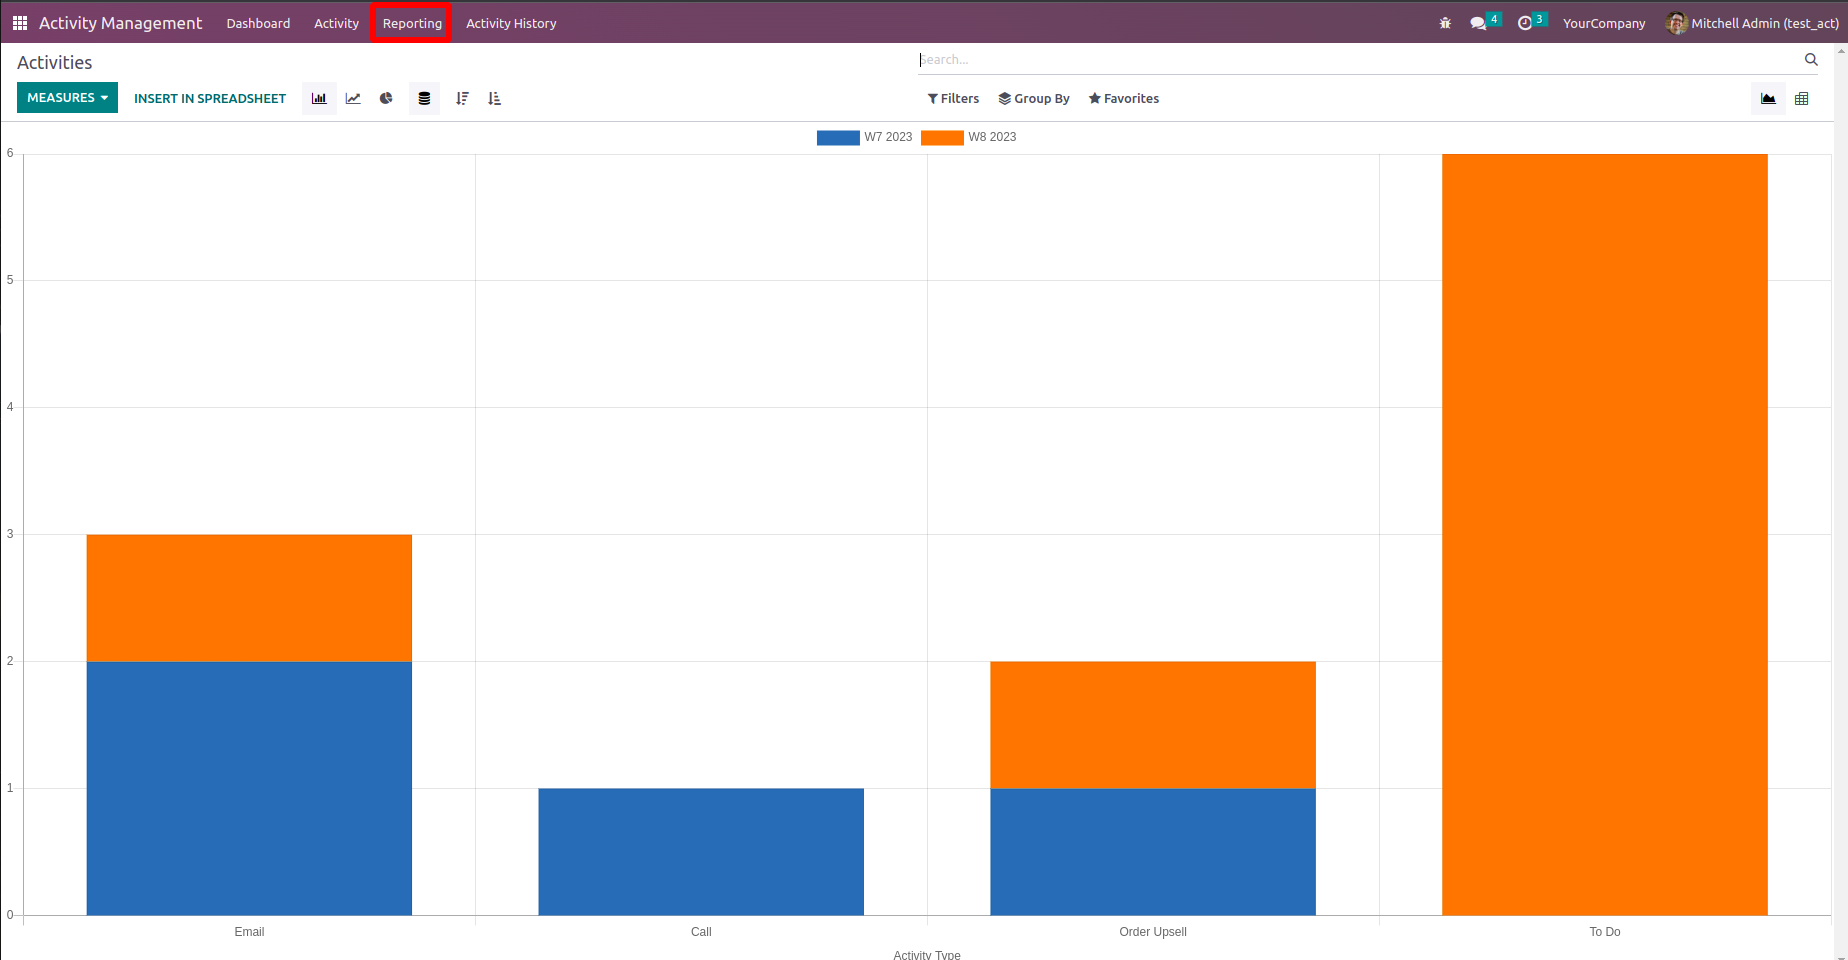 Activity Management Dashboard Activity Reporting Activity History 4 3 YourCompany Mitchell Admin (test_act)
Activities Search...
MEASURES INSERT IN SPREADSHEET Filters Group By Favorites
W7 2023 W8 2023
6
5
4
3
2
1
0
Email Call Order Upsell To Do
Activity Type